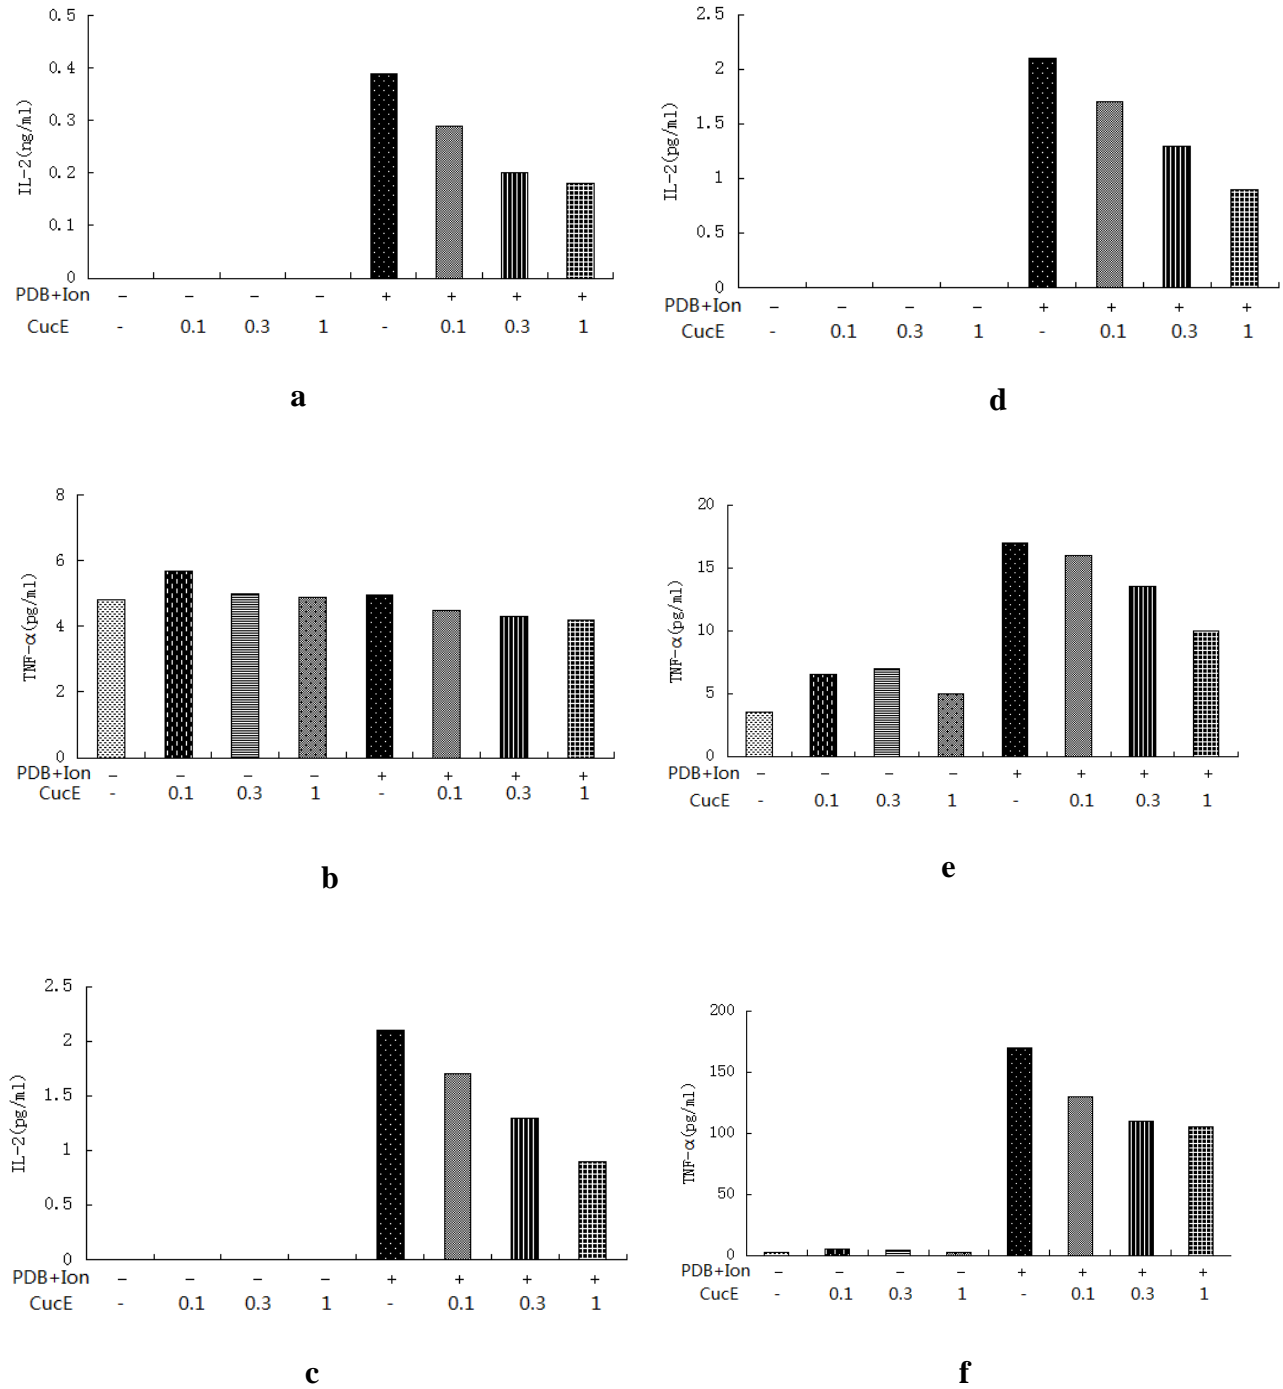 0.5
0.4
0.3
0.2
0.1
0
IL-2(ng/ml)
PDB+Ion – – – – + + + +
CucE - 0.1 0.3 1 - 0.1 0.3 1
a
2.5
2
1.5
1
0.5
0
IL-2(pg/ml)
PDB+Ion – – – – + + + +
CucE - 0.1 0.3 1 - 0.1 0.3 1
d
8
6
4
2
0
TNF-α(pg/ml)
PDB+Ion – – – – + + + +
CucE - 0.1 0.3 1 - 0.1 0.3 1
b
20
15
10
5
0
TNF-α(pg/ml)
PDB+Ion – – – – + + + +
CucE - 0.1 0.3 1 - 0.1 0.3 1
e
2.5
2
1.5
1
0.5
0
IL-2(pg/ml)
PDB+Ion – – – – + + + +
CucE - 0.1 0.3 1 - 0.1 0.3 1
c
200
150
100
50
0
TNF-α(pg/ml)
PDB+Ion – – – – + + + +
CucE - 0.1 0.3 1 - 0.1 0.3 1
f